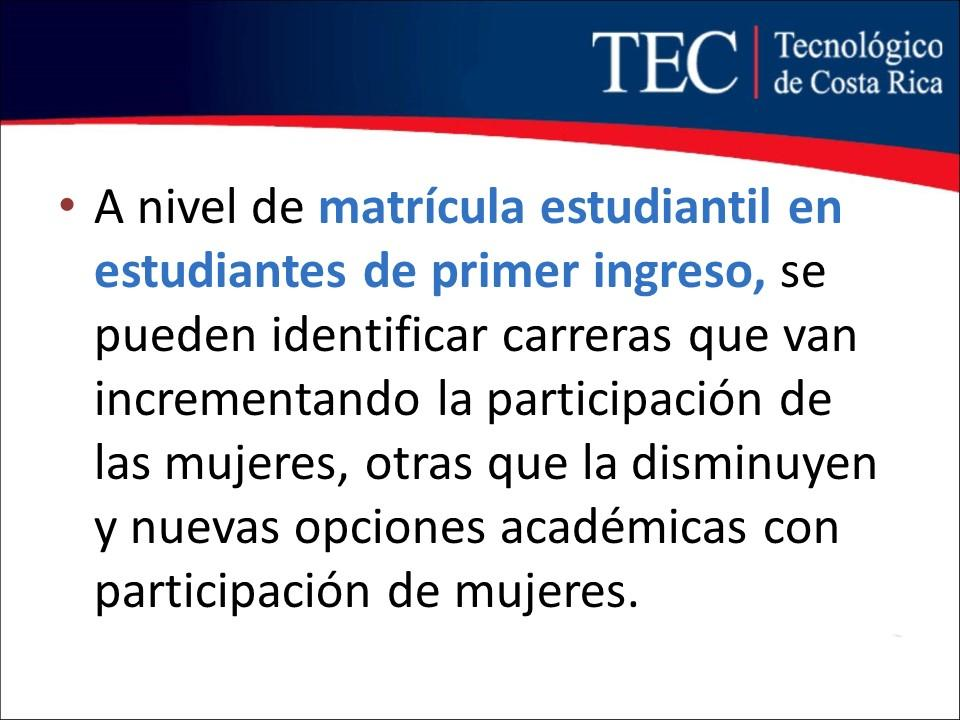 TEC
Tecnológico
de Costa Rica
• A nivel de matrícula estudiantil en
estudiantes de primer ingreso, se
pueden identificar carreras que van
incrementando la participación de
las mujeres, otras que la disminuyen
y nuevas opciones académicas con
participación de mujeres.